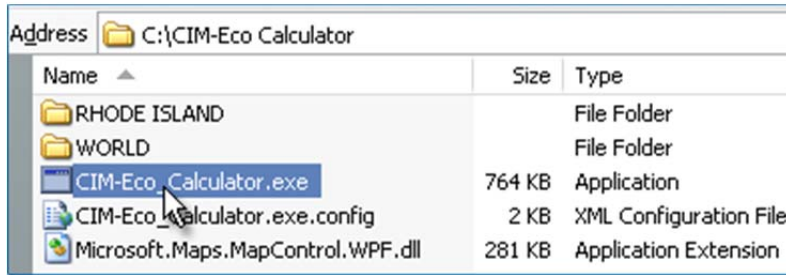 Address C:\CIM-Eco Calculator
Name Size Type
RHODE ISLAND File Folder
WORLD File Folder
CIM-Eco_Calculator.exe 764 KB Application
CIM-Eco_Calculator.exe.config 2 KB XML Configuration File
Microsoft.Maps.MapControl.WPF.dll 281 KB Application Extension